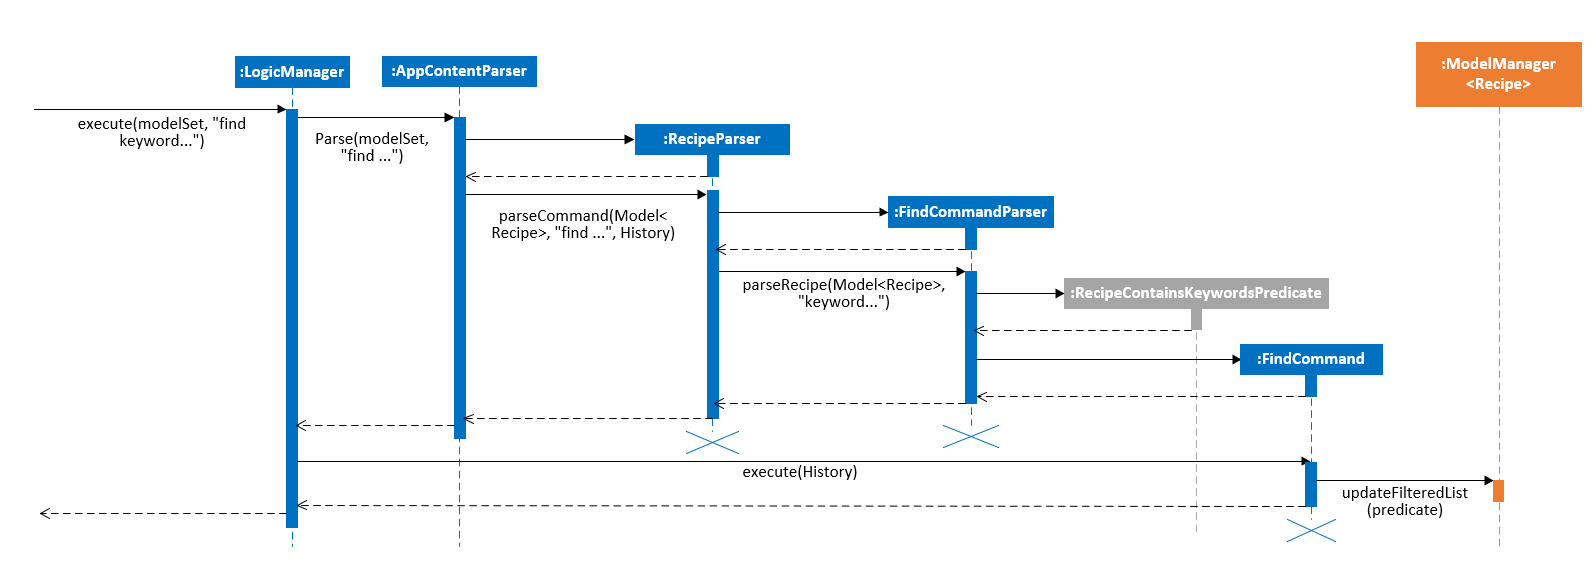 :ModelManager
<Recipe>
:LogicManager
:AppContentParser
execute(modelSet, "find
keyword...")
Parse(modelSet,
"find ...")
:RecipeParser
parseCommand(Model<
Recipe>, "find ...", History)
:FindCommandParser
parseRecipe(Model<Recipe>,
"keyword...")
:RecipeContainsKeywordsPredicate
:FindCommand
execute(History)
updateFilteredList
(predicate)